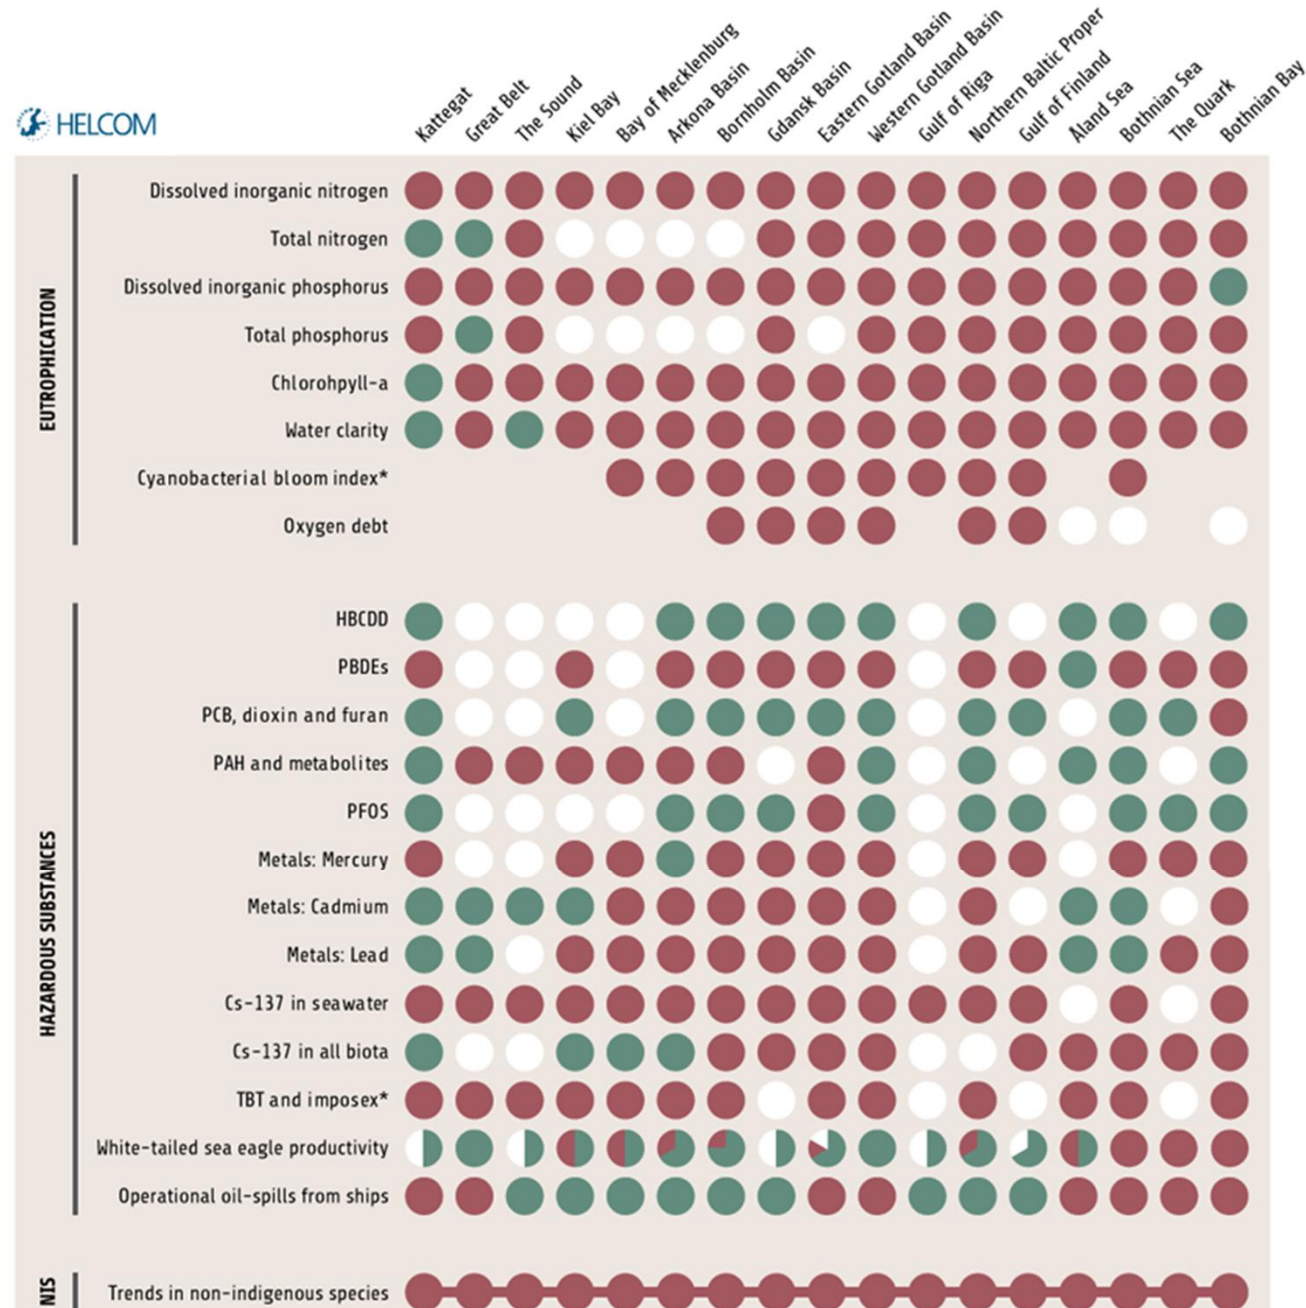 HELCOM
Kattegat
Great Belt
The Sound
Kiel Bay
Bay of Mecklenburg
Arkona Basin
Bornholm Basin
Gdansk Basin
Eastern Gotland Basin
Western Gotland Basin
Gulf of Riga
Northern Baltic Proper
Gulf of Finland
Aland Sea
Bothnian Sea
The Quark
Bothnian Bay
EUTROPHICATION
Dissolved inorganic nitrogen
Total nitrogen
Dissolved inorganic phosphorus
Total phosphorus
Chlorohpyll-a
Water clarity
Cyanobacterial bloom index*
Oxygen debt
HAZARDOUS SUBSTANCES
HBCDD
PBDEs
PCB, dioxin and furan
PAH and metabolites
PFOS
Metals: Mercury
Metals: Cadmium
Metals: Lead
Cs-137 in seawater
Cs-137 in all biota
TBT and imposex*
White-tailed sea eagle productivity
Operational oil-spills from ships
NIS
Trends in non-indigenous species